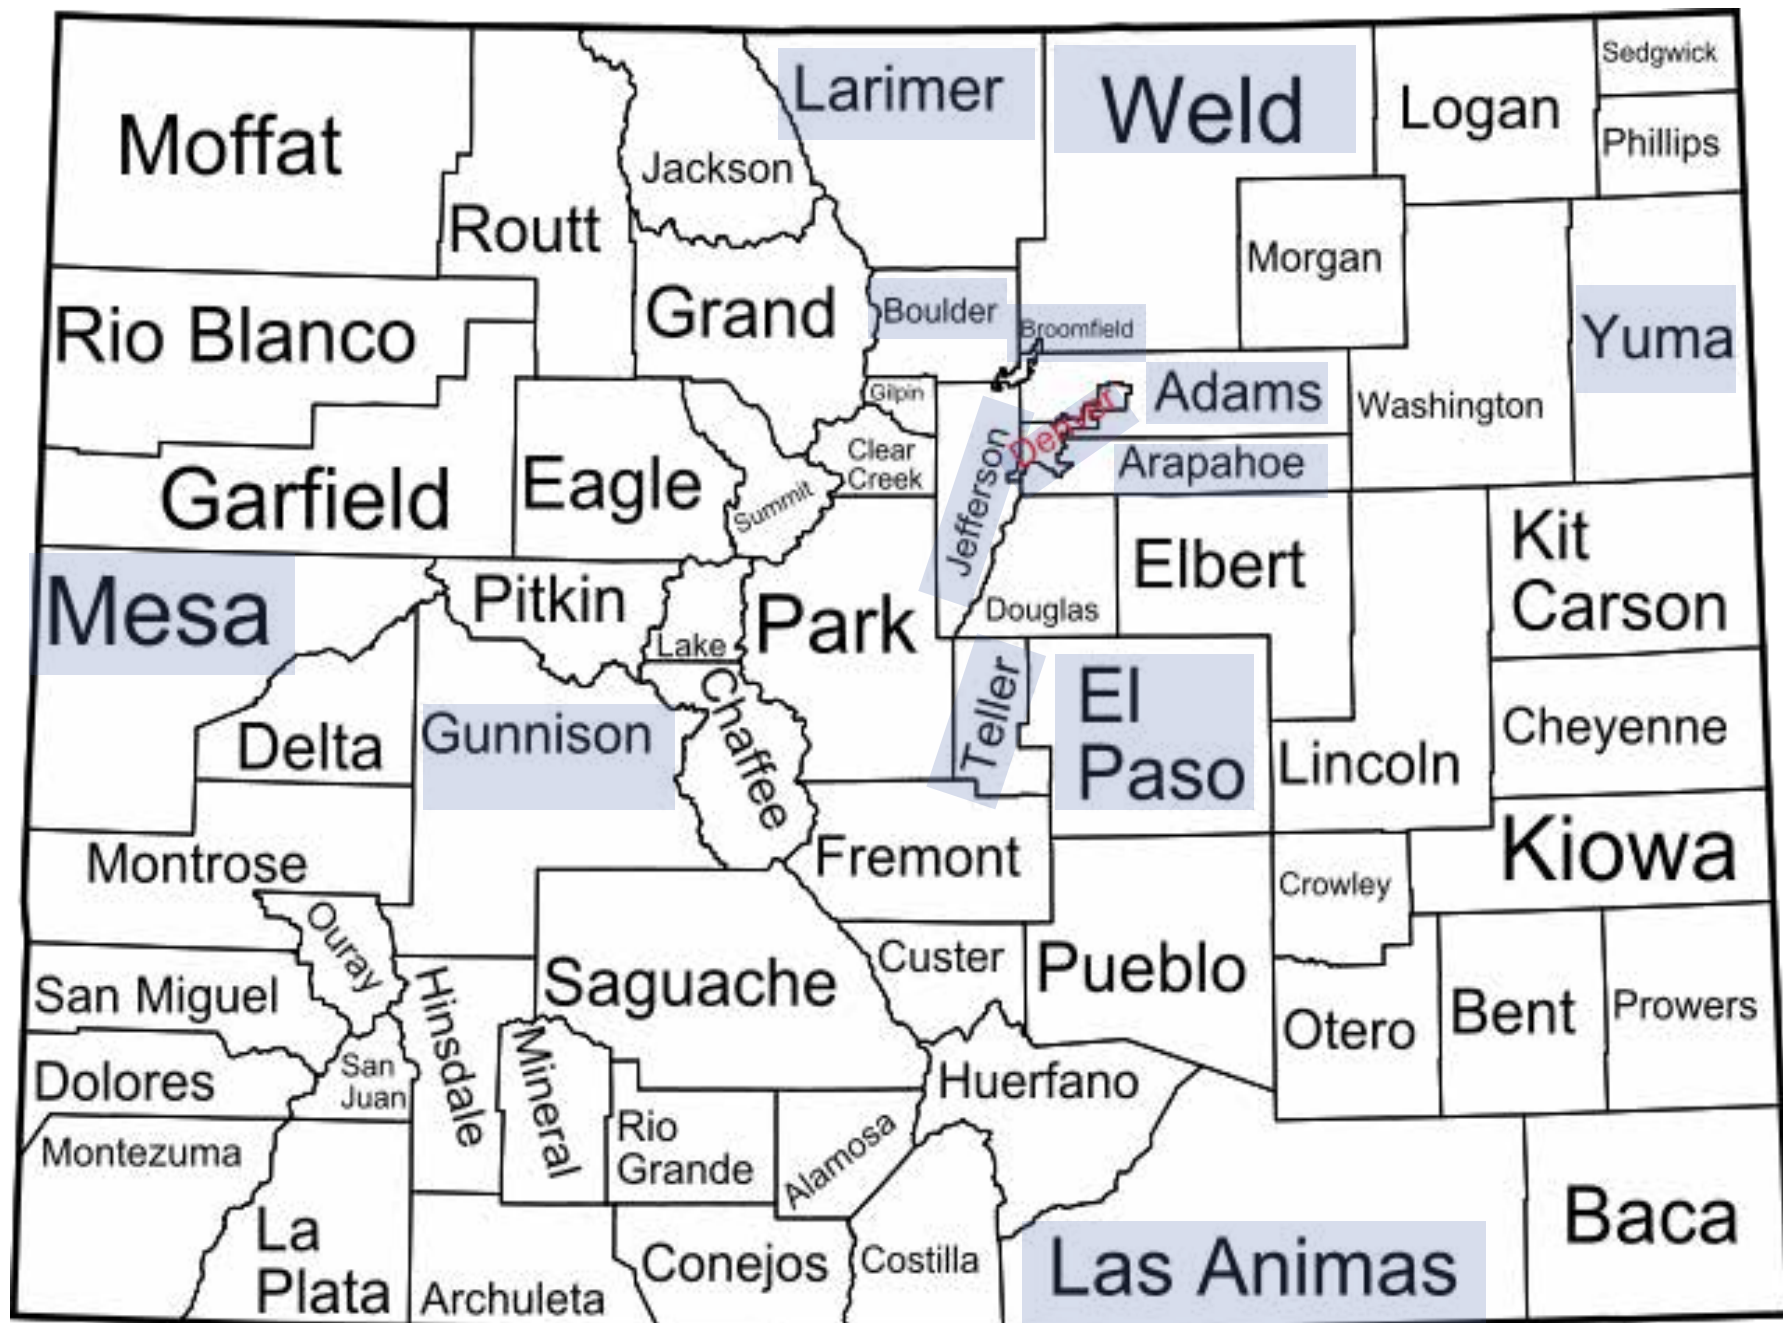 Sedgwick
Larimer
Weld
Logan
Moffat
Phillips
Jackson
Routt
Morgan
Grand
Boulder
Broomfield
Rio Blanco
Yuma
Gilpin
Adams
Washington
Denver
Clear
Creek
Arapahoe
Eagle
Garfield
Summit
Jefferson
Kit
Carson
Elbert
Mesa
Pitkin
Douglas
Park
Lake
Teller
El
Paso
Chaffee
Gunnison
Delta
Cheyenne
Lincoln
Montrose
Fremont
Kiowa
Crowley
Ouray
Custer
Pueblo
San Miguel
Saguache
Hinsdale
Mineral
Otero
Bent
Prowers
Dolores
San
Juan
Huerfano
Rio
Grande
Alamosa
Montezuma
La
Plata
Archuleta
Conejos
Costilla
Las Animas
Baca